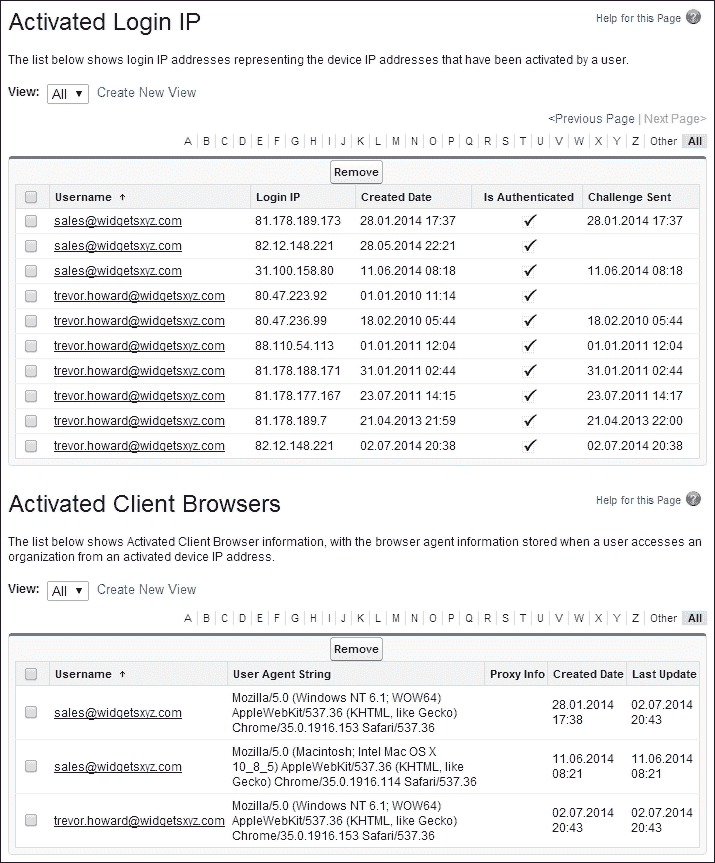 Activated Login IP
Help for this Page ?
The list below shows login IP addresses representing the device IP addresses that have been activated by a user.
View: All ▼ Create New View
<Previous Page | Next Page>
A | B | C | D | E | F | G | H | I | J | K | L | M | N | O | P | Q | R | S | T | U | V | W | X | Y | Z | Other | All
Remove
Username ↑ Login IP Created Date Is Authenticated Challenge Sent
sales@widgetsxyz.com 81.178.189.173 28.01.2014 17:37 ✓ 28.01.2014 17:37
sales@widgetsxyz.com 82.12.148.221 28.05.2014 22:21 ✓
sales@widgetsxyz.com 31.100.158.80 11.06.2014 08:18 ✓ 11.06.2014 08:18
trevor.howard@widgetsxyz.com 80.47.223.92 01.01.2010 11:14 ✓
trevor.howard@widgetsxyz.com 80.47.236.99 18.02.2010 05:44 ✓ 18.02.2010 05:44
trevor.howard@widgetsxyz.com 88.110.54.113 01.01.2011 12:04 ✓ 01.01.2011 12:04
trevor.howard@widgetsxyz.com 81.178.188.171 31.01.2011 02:44 ✓ 31.01.2011 02:44
trevor.howard@widgetsxyz.com 81.178.177.167 23.07.2011 14:15 ✓ 23.07.2011 14:17
trevor.howard@widgetsxyz.com 81.178.189.7 21.04.2013 21:59 ✓ 21.04.2013 22:00
trevor.howard@widgetsxyz.com 82.12.148.221 02.07.2014 20:38 ✓ 02.07.2014 20:38
Activated Client Browsers
Help for this Page ?
The list below shows Activated Client Browser information, with the browser agent information stored when a user accesses an
organization from an activated device IP address.
View: All ▼ Create New View
A | B | C | D | E | F | G | H | I | J | K | L | M | N | O | P | Q | R | S | T | U | V | W | X | Y | Z | Other | All
Remove
Username ↑ User Agent String Proxy Info Created Date Last Update
sales@widgetsxyz.com
Mozilla/5.0 (Windows NT 6.1; WOW64)
AppleWebKit/537.36 (KHTML, like Gecko)
Chrome/35.0.1916.153 Safari/537.36
28.01.2014
17:38
02.07.2014
20:43
sales@widgetsxyz.com
Mozilla/5.0 (Macintosh; Intel Mac OS X
10_8_5) AppleWebKit/537.36 (KHTML, like
Gecko) Chrome/35.0.1916.114 Safari/537.36
11.06.2014
08:21
11.06.2014
08:21
trevor.howard@widgetsxyz.com
Mozilla/5.0 (Windows NT 6.1; WOW64)
AppleWebKit/537.36 (KHTML, like Gecko)
Chrome/35.0.1916.153 Safari/537.36
02.07.2014
20:43
02.07.2014
20:43